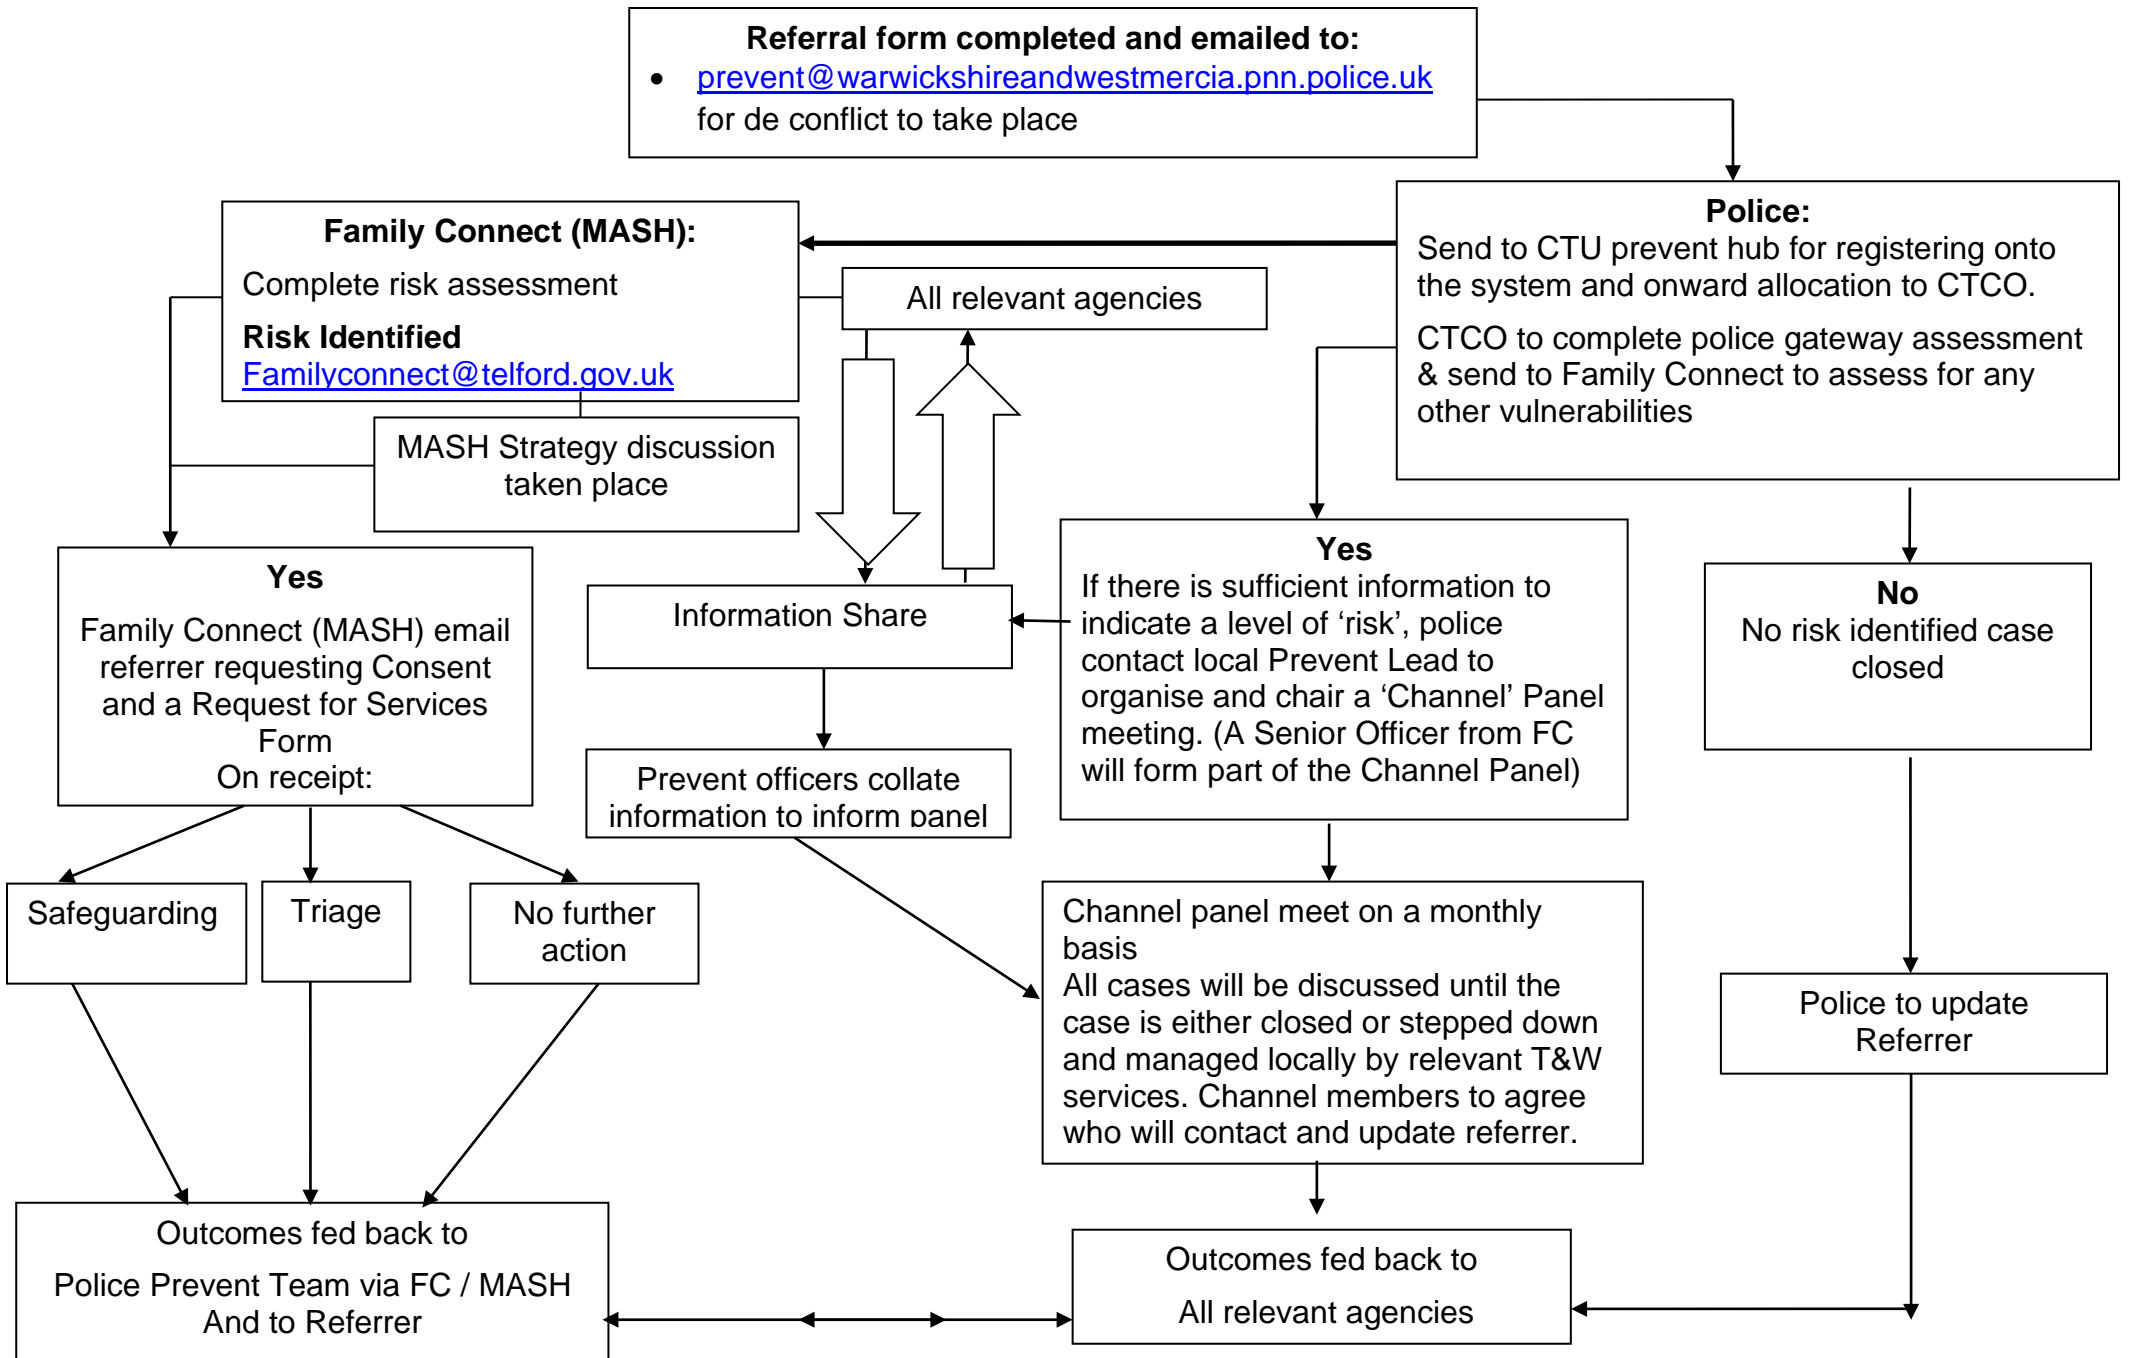 Referral form completed and emailed to:
• prevent@warwickshireandwestmercia.pnn.police.uk
for de conflict to take place
Family Connect (MASH):
Complete risk assessment
Risk Identified
Familyconnect@telford.gov.uk
All relevant agencies
Police:
Send to CTU prevent hub for registering onto
the system and onward allocation to CTCO.
CTCO to complete police gateway assessment
& send to Family Connect to assess for any
other vulnerabilities
MASH Strategy discussion
taken place
Yes
Family Connect (MASH) email
referrer requesting Consent
and a Request for Services
Form
On receipt:
Information Share
Yes
If there is sufficient information to
indicate a level of ‘risk’, police
contact local Prevent Lead to
organise and chair a ‘Channel’ Panel
meeting. (A Senior Officer from FC
will form part of the Channel Panel)
No
No risk identified case
closed
Prevent officers collate
information to inform panel
Safeguarding
Triage
No further
action
Channel panel meet on a monthly
basis
All cases will be discussed until the
case is either closed or stepped down
and managed locally by relevant T&W
services. Channel members to agree
who will contact and update referrer.
Police to update
Referrer
Outcomes fed back to
Police Prevent Team via FC / MASH
And to Referrer
Outcomes fed back to
All relevant agencies